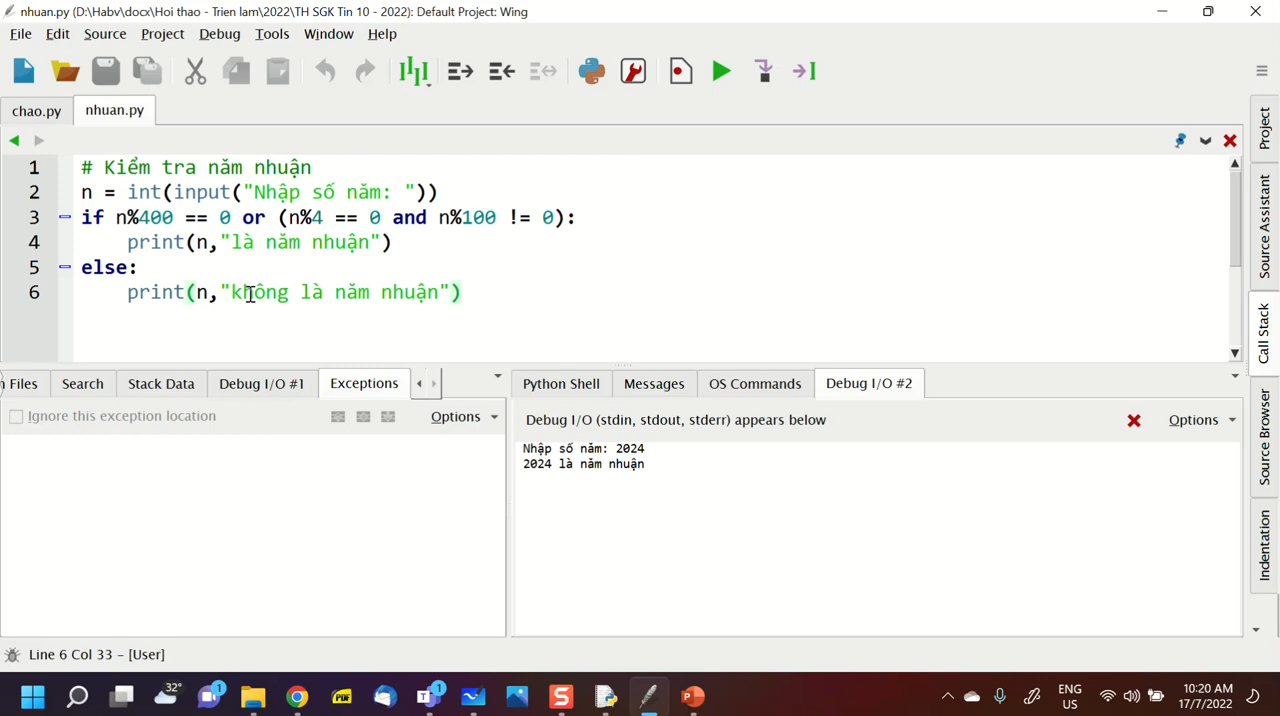 nhuan.py (D:\Habv\docx\Hoi thao - Trien lam\2022\TH SGK Tin 10 - 2022): Default Project: Wing
File Edit Source Project Debug Tools Window Help
chao.py nhuan.py
1 # Kiểm tra năm nhuận
2 n = int(input("Nhập số năm: "))
3 if n%400 == 0 or (n%4 == 0 and n%100 != 0):
4 print(n,"là năm nhuận")
5 else:
6 print(n,"không là năm nhuận")
Project
Source Assistant
Call Stack
Source Browser
Indentation
n Files Search Stack Data Debug I/O #1 Exceptions
Ignore this exception location Options
Python Shell Messages OS Commands Debug I/O #2
Debug I/O (stdin, stdout, stderr) appears below Options
Nhập số năm: 2024
2024 là năm nhuận
Line 6 Col 33 – [User]
32° 1 PDF T 1 S P
ENG
US
10:20 AM
17/7/2022